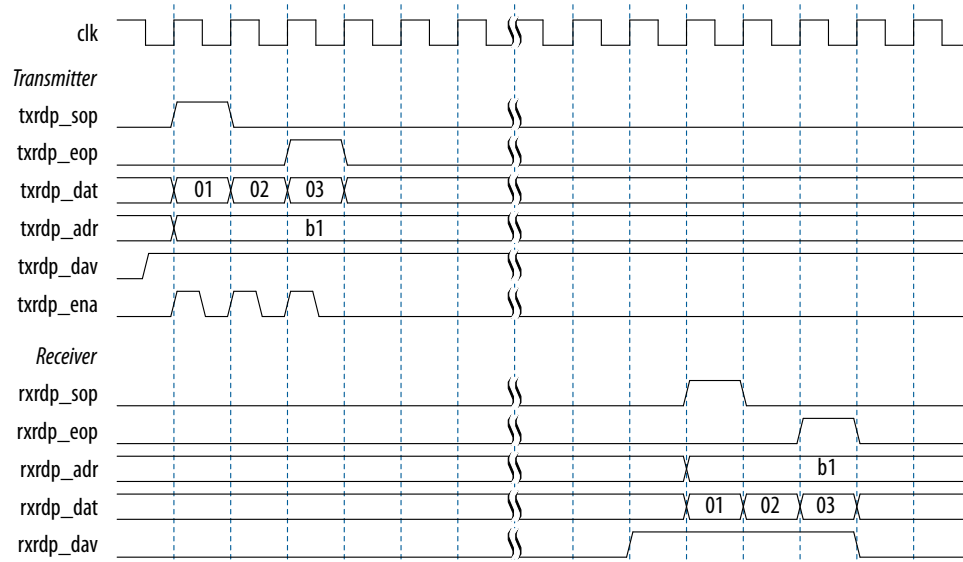 clk
Transmitter
txrdp_sop
txrdp_eop
txrdp_dat 01 02 03
txrdp_adr b1
txrdp_dav
txrdp_ena
Receiver
rxrdp_sop
rxrdp_eop
rxrdp_adr b1
rxrdp_dat 01 02 03
rxrdp_dav